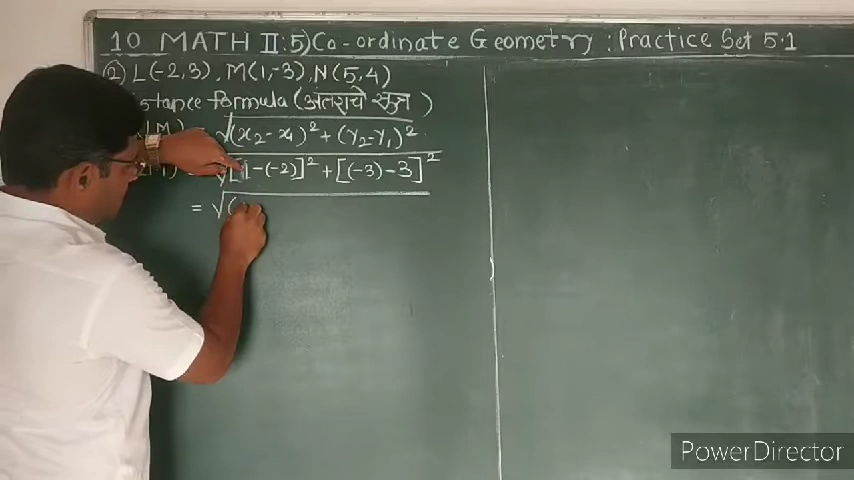 10 MATH II:5) Co-ordinate Geometry : Practice Set 5.1
② L(-2,3), M(1,-3), N(5,4)
formula (अंतराचे सूत्र)
= √(x₂-x₁)² + (y₂-y₁)²
√[1-(-2)]² + [(-3)-3]²
= √(
PowerDirector